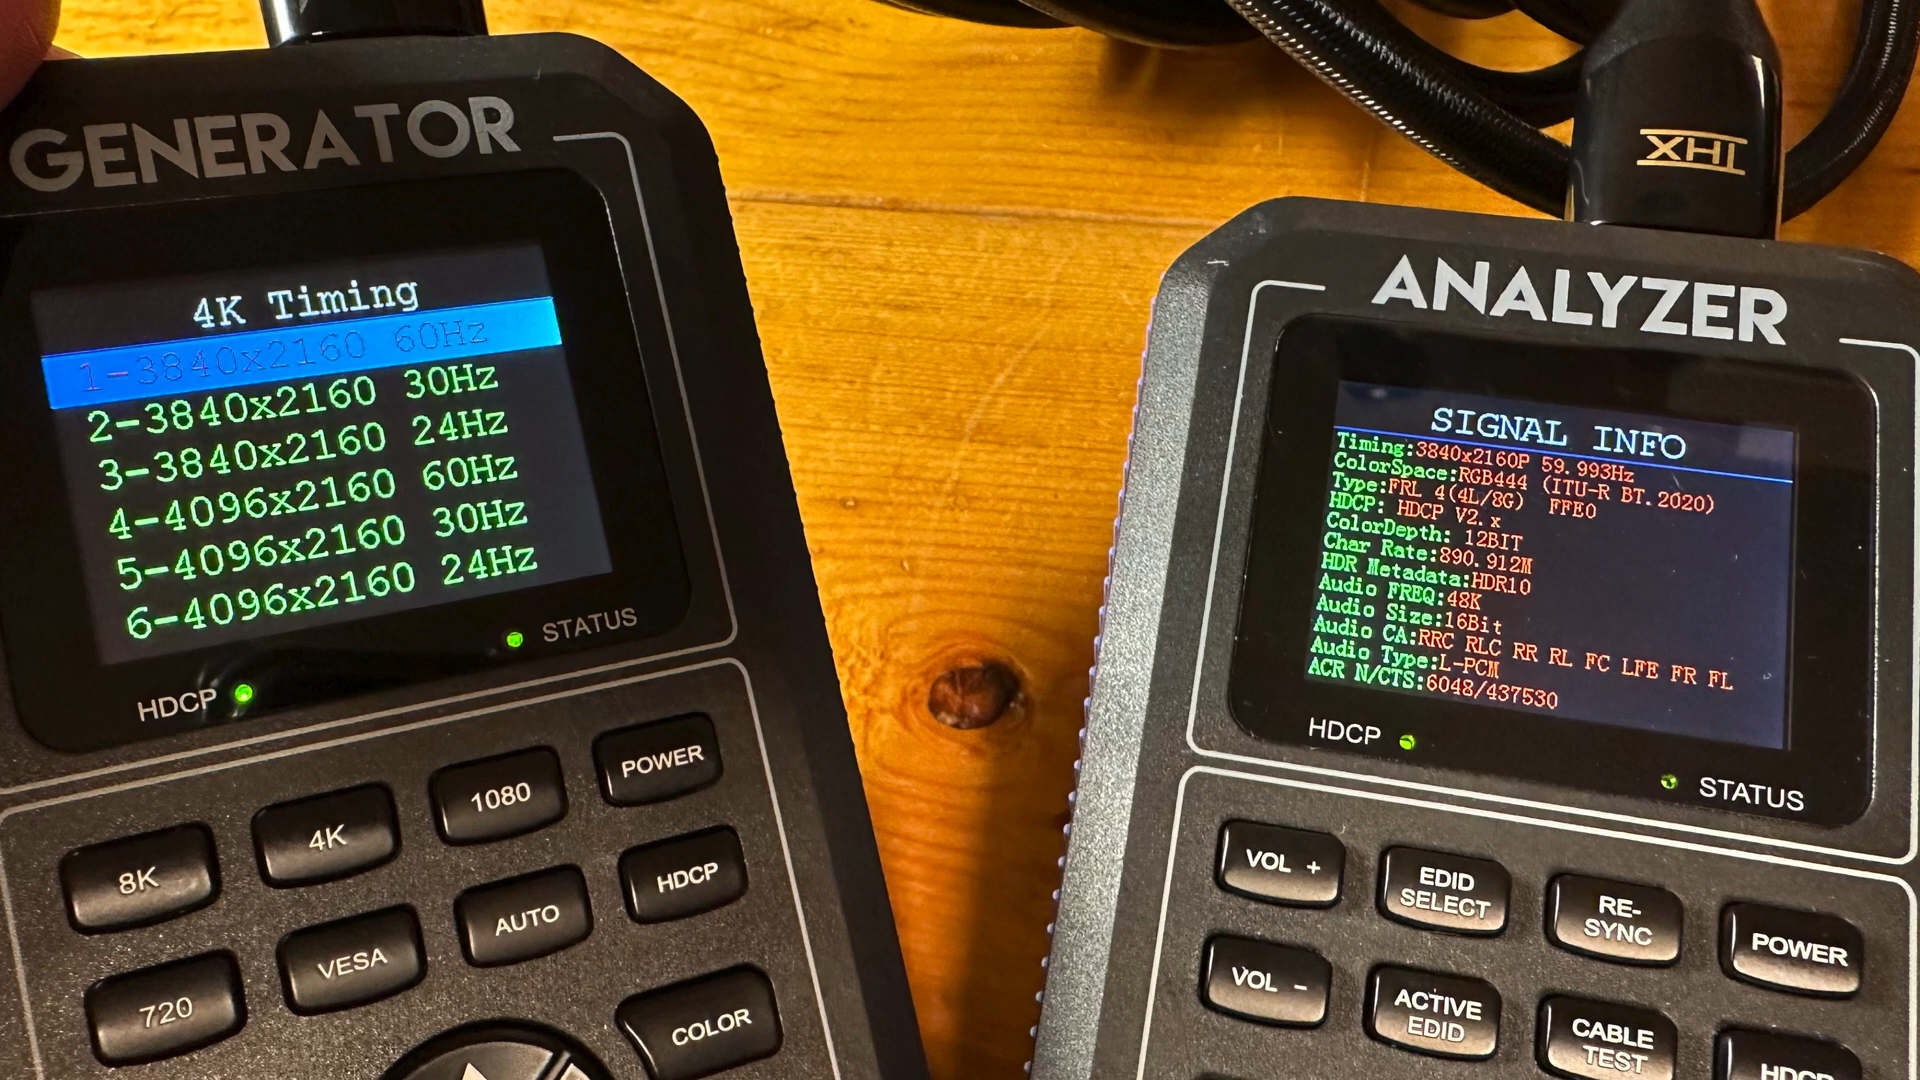 GENERATOR
4K Timing
1-3840x2160 60Hz
2-3840x2160 30Hz
3-3840x2160 24Hz
4-4096x2160 60Hz
5-4096x2160 30Hz
6-4096x2160 24Hz
HDCP
STATUS
8K
4K
1080
POWER
720
VESA
AUTO
HDCP
COLOR
THX
ANALYZER
SIGNAL INFO
Timing:3840x2160P 59.993Hz
ColorSpace:RGB444 (ITU-R BT.2020)
Type:FRL 4(4L/8G) FFE0
HDCP: HDCP V2.x
ColorDepth: 12BIT
Char Rate:890.912M
HDR Metadata:HDR10
Audio FREQ:48K
Audio Size:16Bit
Audio CA:RRC RLC RR RL FC LFE FR FL
Audio Type:L-PCM
ACR N/CTS:6048/437530
HDCP
STATUS
VOL +
EDID
SELECT
RE-
SYNC
POWER
VOL -
ACTIVE
EDID
CABLE
TEST
HDCP